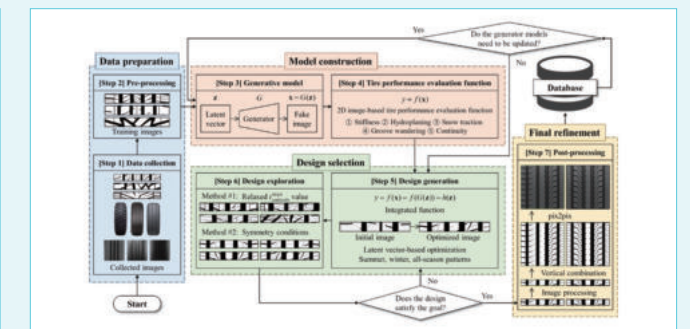 Yes
Do the generator models
need to be updated?
No
Database
Data preparation
[Step 2] Pre-processing
Training images
[Step 1] Data collection
Collected images
Start
Model construction
[Step 3] Generative model
z
G
x=G(z)
Latent
vector
Generator
Fake
image
[Step 4] Tire performance evaluation function
y = f(x)
2D image-based tire performance evaluation function
① Stiffness ② Hydroplaning ③ Snow traction
④ Groove wandering ⑤ Continuity
Design selection
[Step 6] Design exploration
Method #1: Relaxed value
Method #2: Symmetry conditions
[Step 5] Design generation
y = f(x) = f(G(z)) = h(z)
Integrated function
Initial image
Optimized image
Latent vector-based optimization
Summer, winter, all-season patterns
No
Does the design
satisfy the goal?
Yes
Final refinement
[Step 7] Post-processing
pix2pix
Vertical combination
Image processing